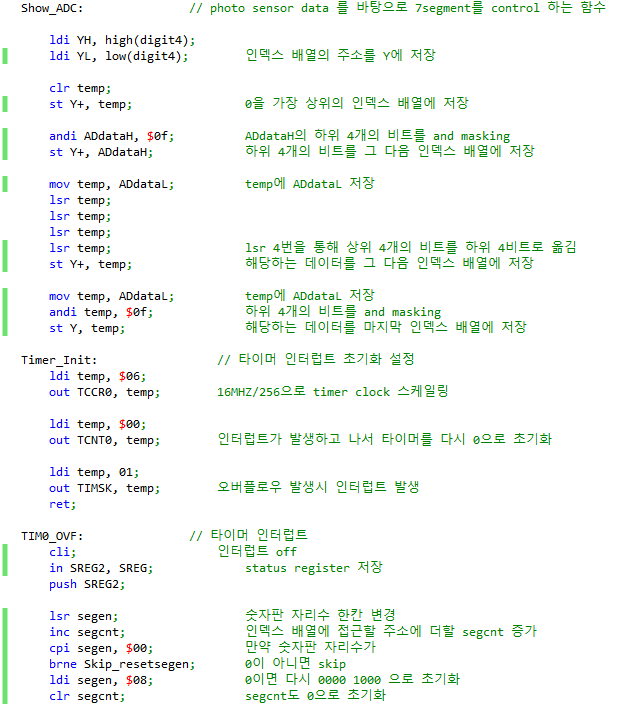 Show_ADC: // photo sensor data 를 바탕으로 7segment를 control 하는 함수
ldi YH, high(digit4);
ldi YL, low(digit4); 인덱스 배열의 주소를 Y에 저장
clr temp;
st Y+, temp; 0을 가장 상위의 인덱스 배열에 저장
andi ADdataH, $0f; ADdataH의 하위 4개의 비트를 and masking
st Y+, ADdataH; 하위 4개의 비트를 그 다음 인덱스 배열에 저장
mov temp, ADdataL; temp에 ADdataL 저장
lsr temp;
lsr temp;
lsr temp;
lsr temp; lsr 4번을 통해 상위 4개의 비트를 하위 4비트로 옮김
st Y+, temp; 해당하는 데이터를 그 다음 인덱스 배열에 저장
mov temp, ADdataL; temp에 ADdataL 저장
andi temp, $0f; 하위 4개의 비트를 and masking
st Y, temp; 해당하는 데이터를 마지막 인덱스 배열에 저장
Timer_Init: // 타이머 인터럽트 초기화 설정
ldi temp, $06;
out TCCR0, temp; 16MHZ/256으로 timer clock 스케일링
ldi temp, $00;
out TCNT0, temp; 인터럽트가 발생하고 나서 타이머를 다시 0으로 초기화
ldi temp, 01;
out TIMSK, temp; 오버플로우 발생시 인터럽트 발생
ret;
TIM0_OVF: // 타이머 인터럽트
cli; 인터럽트 off
in SREG2, SREG; status register 저장
push SREG2;
lsr segen; 숫자판 자리수 한칸 변경
inc segcnt; 인덱스 배열에 접근할 주소에 더할 segcnt 증가
cpi segen, $00; 만약 숫자판 자리수가
brne Skip_resetsegen; 0이 아니면 skip
ldi segen, $08; 0이면 다시 0000 1000 으로 초기화
clr segcnt; segcnt도 0으로 초기화